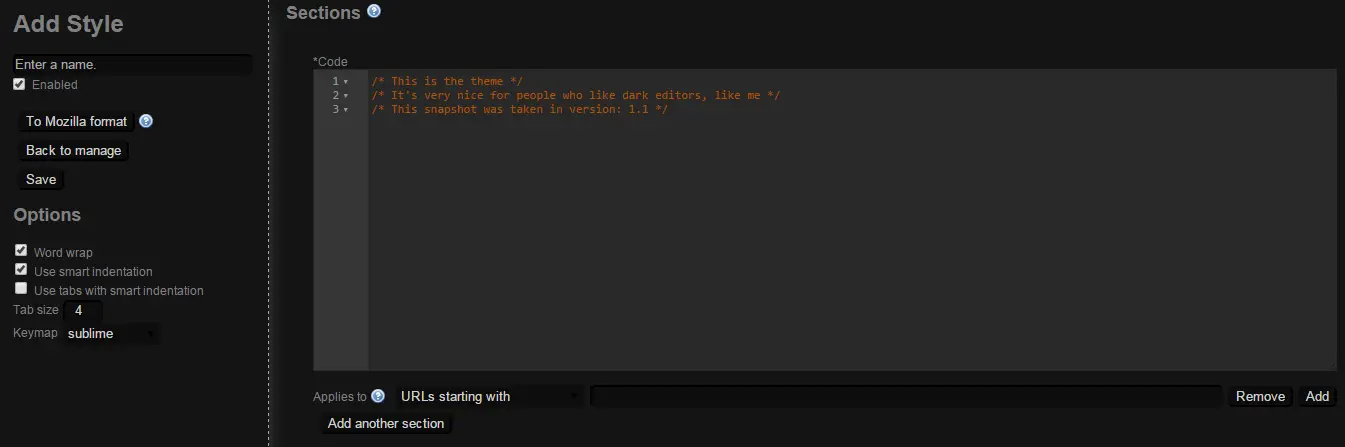 Add Style
Enter a name.
Enabled
To Mozilla format
Back to manage
Save
Options
Word wrap
Use smart indentation
Use tabs with smart indentation
Tab size 4
Keymap sublime
Sections
*Code
1 /* This is the theme */
2 /* It's very nice for people who like dark editors, like me */
3 /* This snapshot was taken in version: 1.1 */
Applies to URLs starting with Remove Add
Add another section